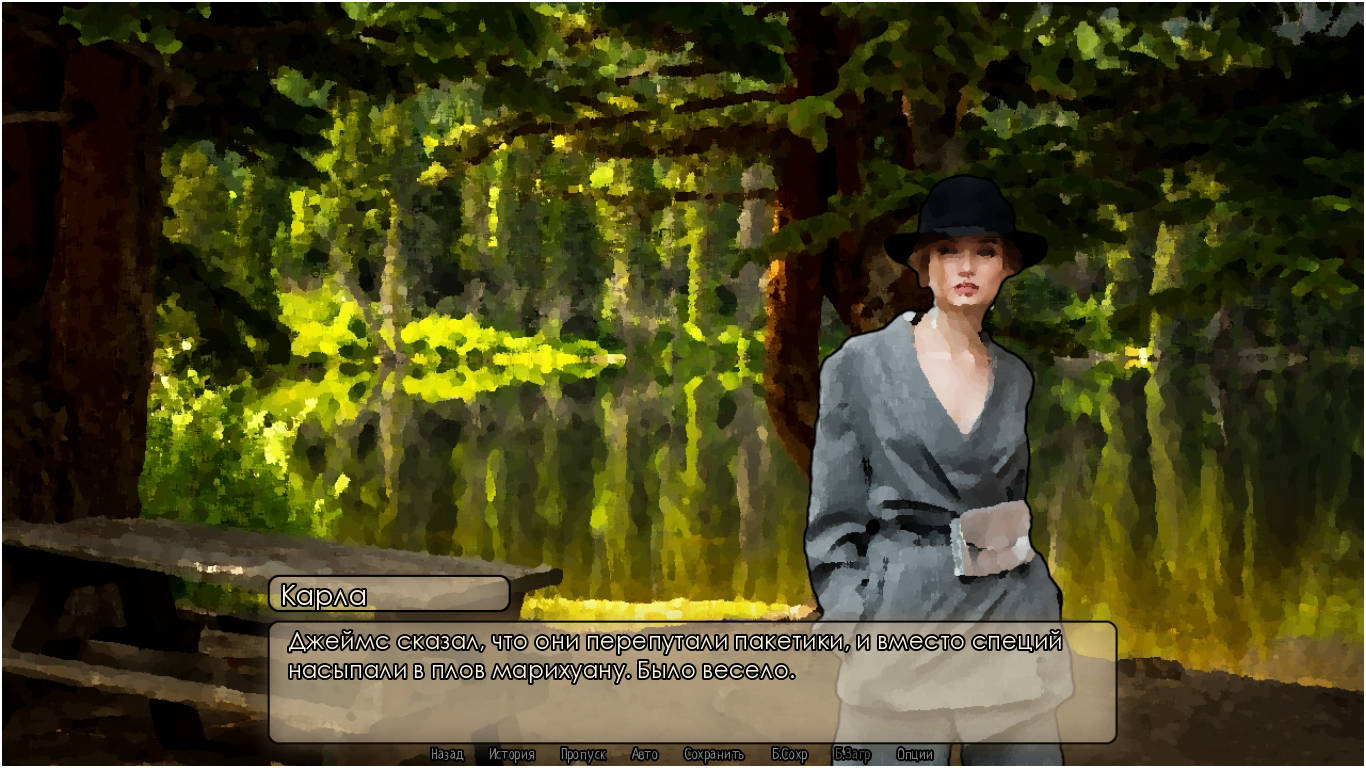 Карла
Джеймс сказал, что они перепутали пакетики, и вместо специй
насыпали в плов марихуану. Было весело.
Назад История Пропуск Авто Сохранить Б.Сохр Б.Загр Опции